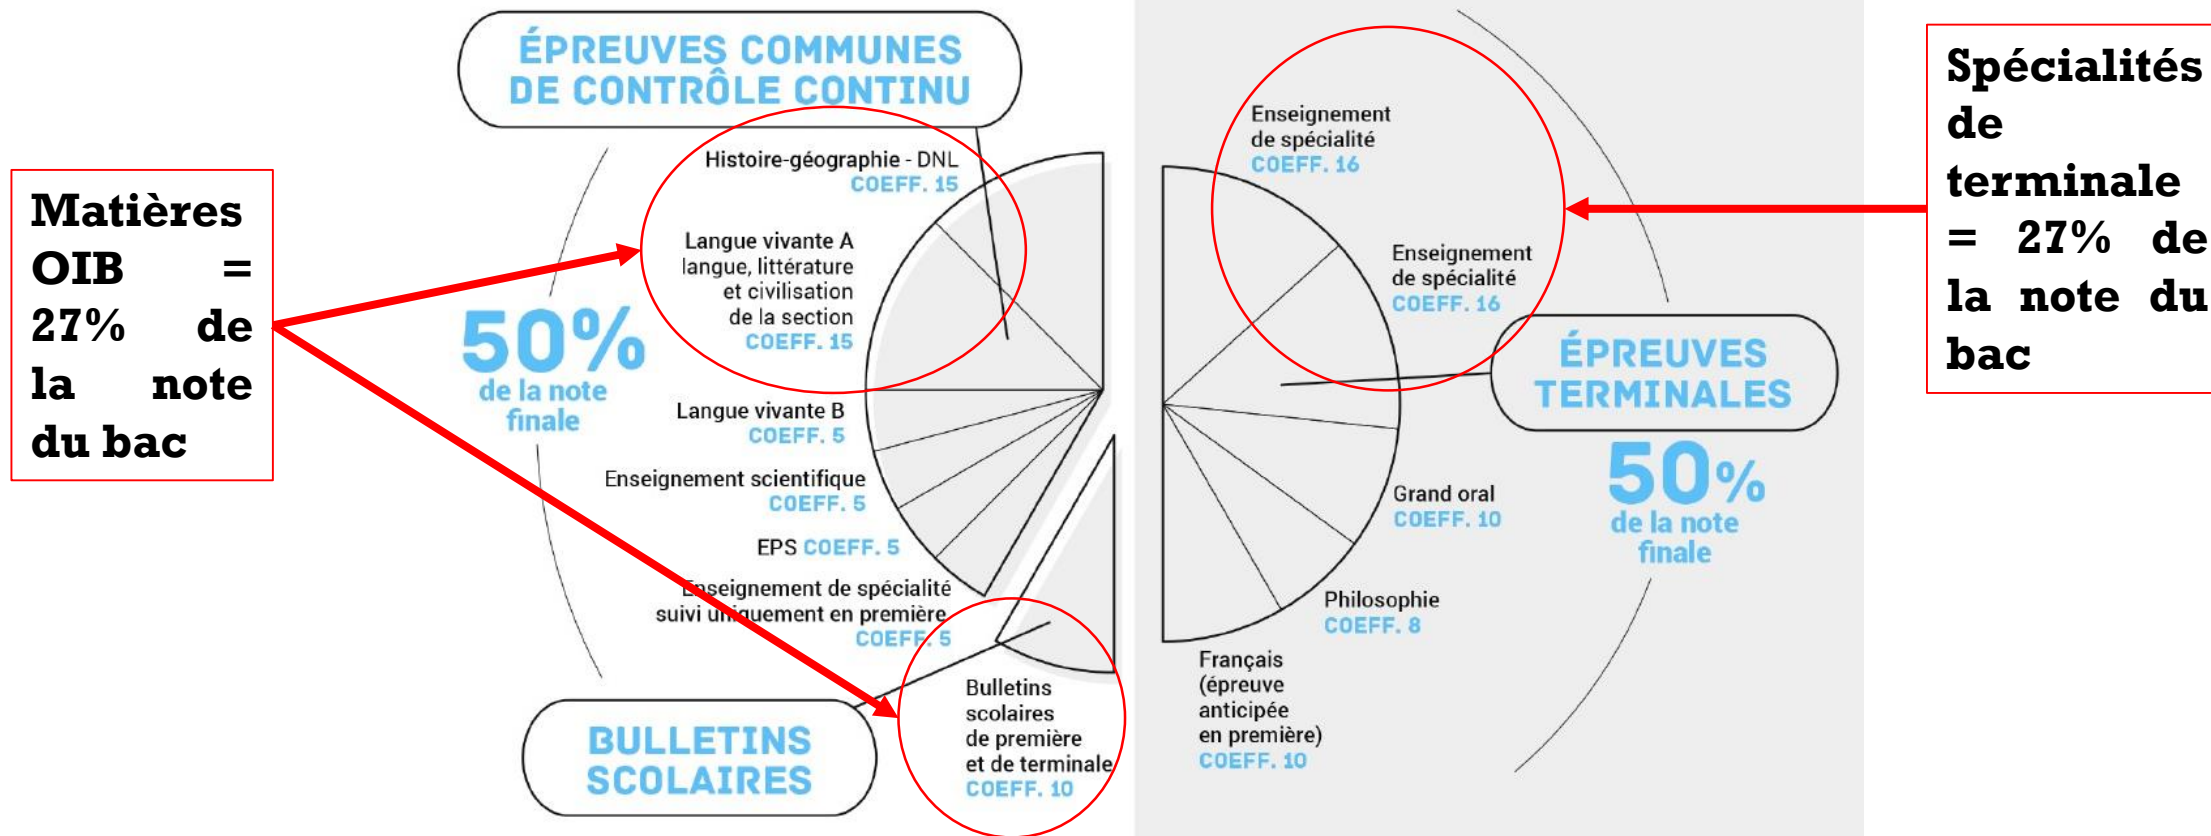 Matières
OIB =
27% de
la note
du bac
ÉPREUVES COMMUNES
DE CONTRÔLE CONTINU
Histoire-géographie - DNL
COEFF. 15
Langue vivante A
langue, littérature
et civilisation
de la section
COEFF. 15
50%
de la note
finale
Langue vivante B
COEFF. 5
Enseignement scientifique
COEFF. 5
EPS COEFF. 5
Enseignement de spécialité
suivi uniquement en première
COEFF. 5
BULLETINS
SCOLAIRES
Bulletins
scolaires
de première
et de terminale
COEFF. 10
Enseignement
de spécialité
COEFF. 16
Enseignement
de spécialité
COEFF. 16
ÉPREUVES
TERMINALES
50%
de la note
finale
Grand oral
COEFF. 10
Philosophie
COEFF. 8
Français
(épreuve
anticipée
en première)
COEFF. 10
Spécialités
de
terminale
= 27% de
la note du
bac